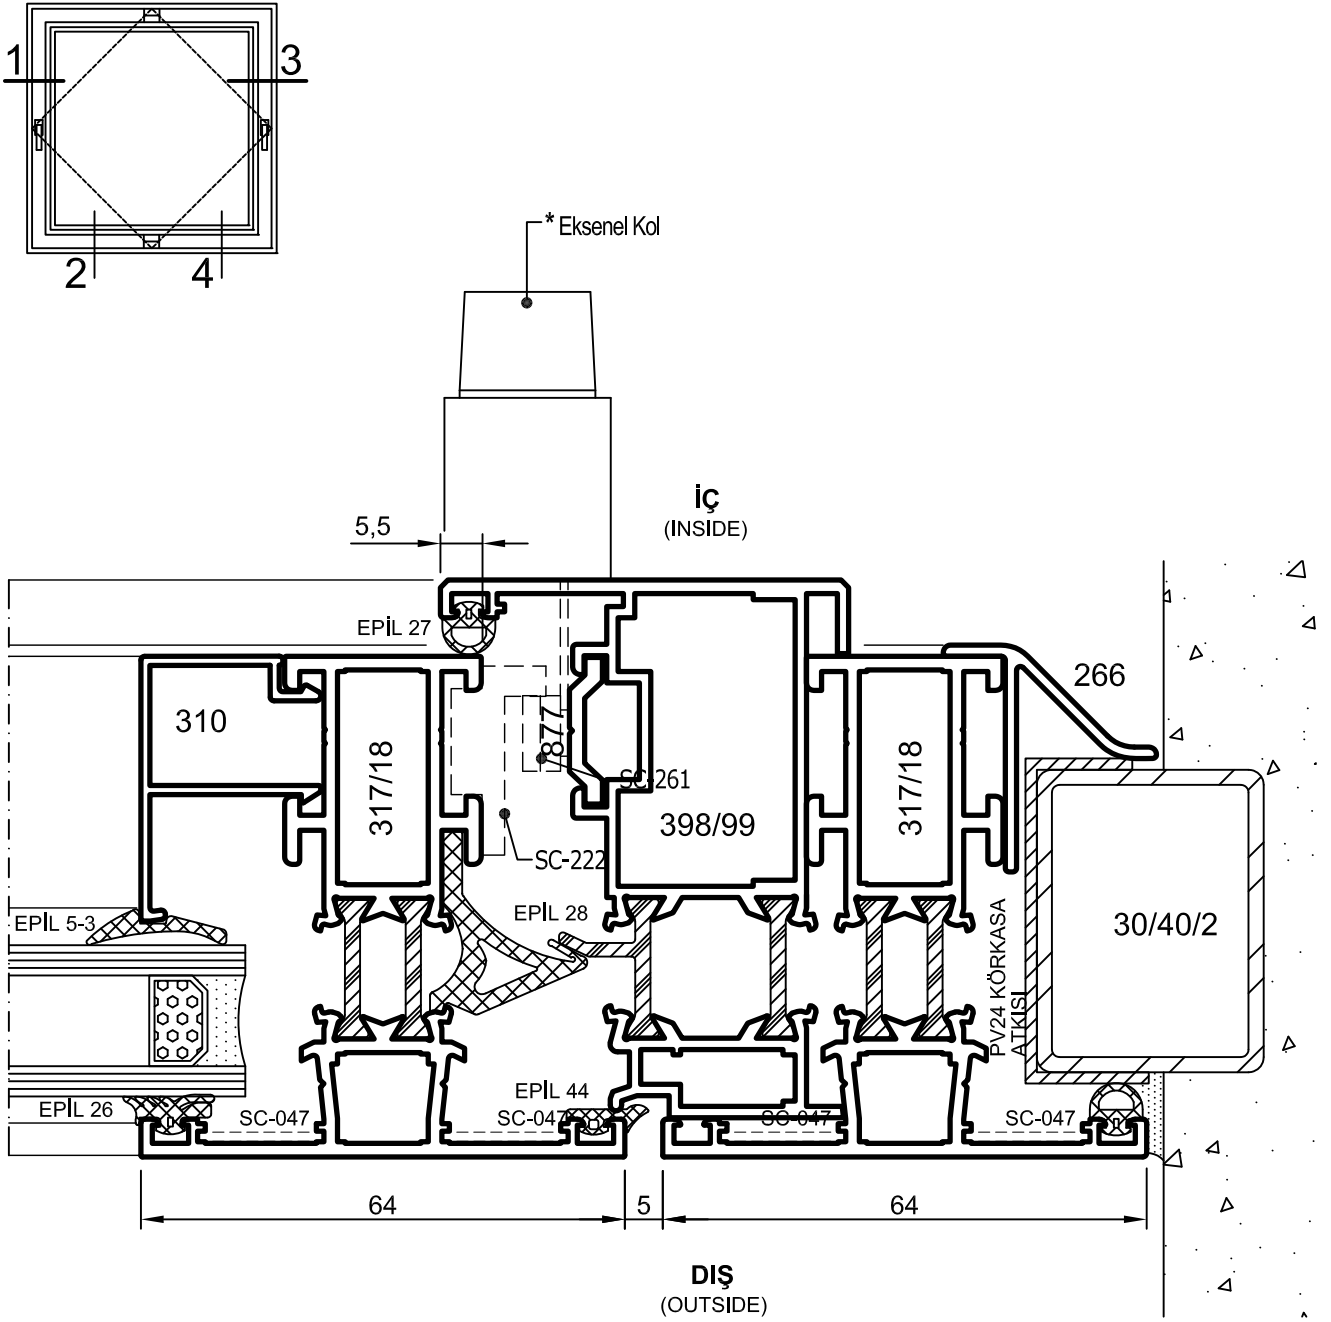 1
3
2
4
* Eksenel Kol
İÇ
(INSIDE)
5,5
EPİL 27
310
317/18
877
SC-261
398/99
317/18
266
SC-222
EPİL 5-3
EPİL 28
30/40/2
PV24 KÖRKASA
ATKISI
EPİL 26
EPİL 44
SC-047
SC-047
SC-047
SC-047
64
5
64
DIŞ
(OUTSIDE)